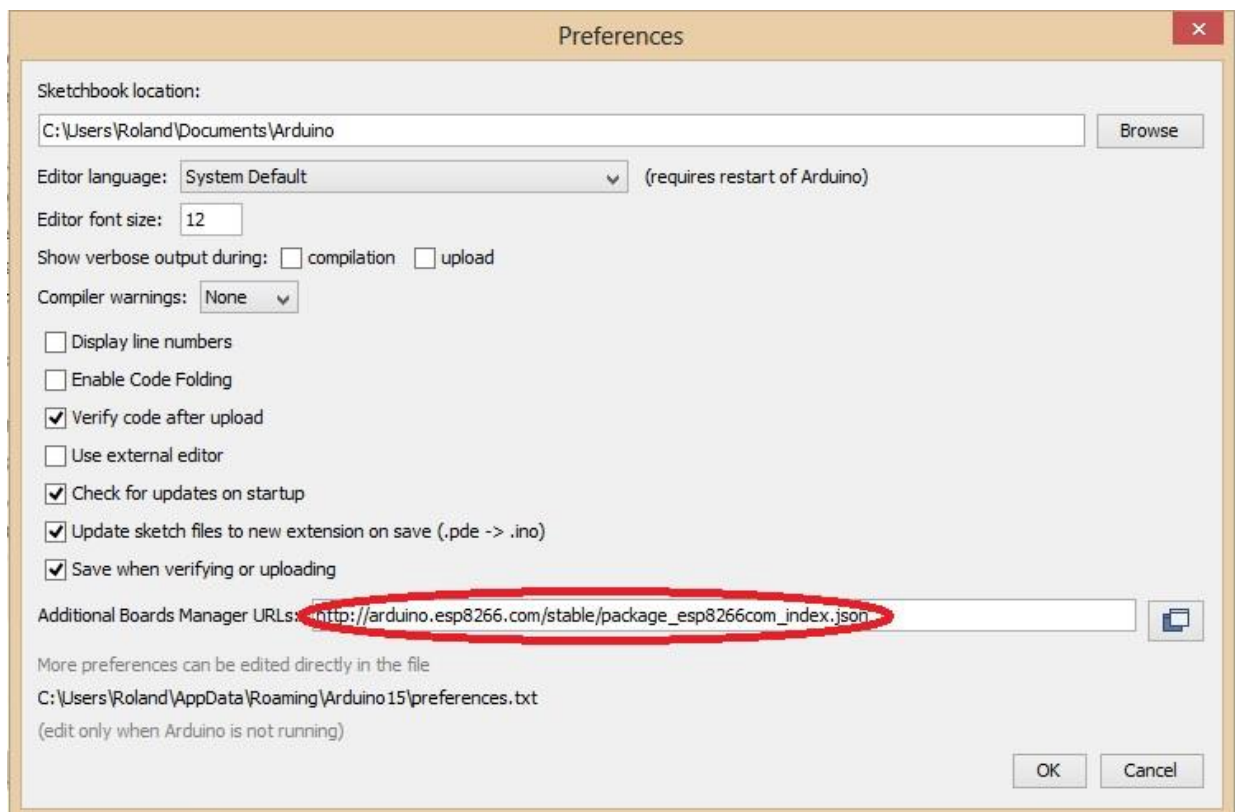 Preferences
Sketchbook location:
C:\Users\Roland\Documents\Arduino Browse
Editor language: System Default (requires restart of Arduino)
Editor font size: 12
Show verbose output during: compilation upload
Compiler warnings: None
Display line numbers
Enable Code Folding
Verify code after upload
Use external editor
Check for updates on startup
Update sketch files to new extension on save (.pde -> .ino)
Save when verifying or uploading
Additional Boards Manager URLs: http://arduino.esp8266.com/stable/package_esp8266com_index.json
More preferences can be edited directly in the file
C:\Users\Roland\AppData\Roaming\Arduino15\preferences.txt
(edit only when Arduino is not running)
OK Cancel